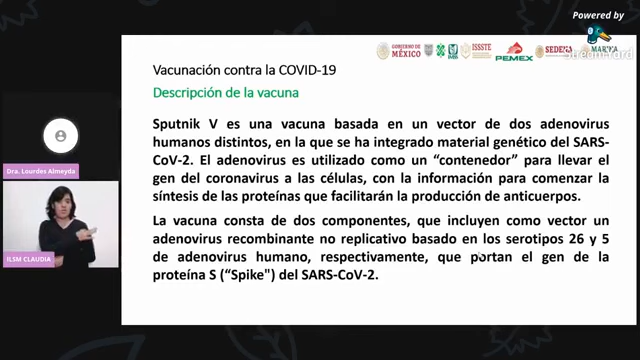 Powered by
StreamYard
GOBIERNO DE
MÉXICO
IMSS
ISSSTE
PEMEX
SEDENA
MARINA
Vacunación contra la COVID-19
Descripción de la vacuna
Sputnik V es una vacuna basada en un vector de dos adenovirus
humanos distintos, en la que se ha integrado material genético del SARS-
CoV-2. El adenovirus es utilizado como un “contenedor” para llevar el
gen del coronavirus a las células, con la información para comenzar la
síntesis de las proteínas que facilitarán la producción de anticuerpos.
La vacuna consta de dos componentes, que incluyen como vector un
adenovirus recombinante no replicativo basado en los serotipos 26 y 5
de adenovirus humano, respectivamente, que portan el gen de la
proteína S (“Spike") del SARS-CoV-2.
Dra. Lourdes Almeyda
ILSM CLAUDIA